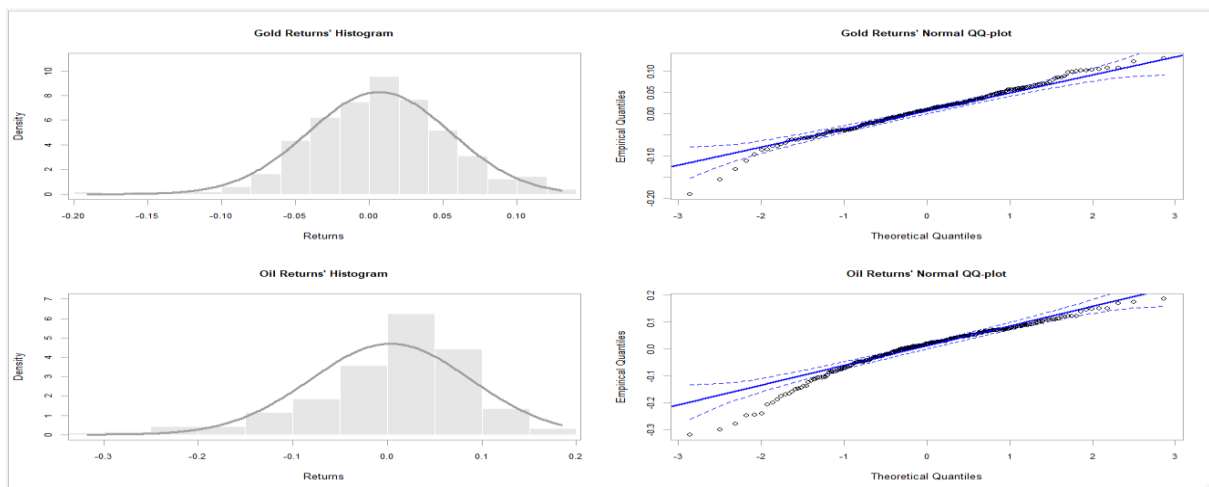 Gold Returns' Histogram
Density
10
8
6
4
2
0
-0.20 -0.15 -0.10 -0.05 0.00 0.05 0.10
Returns
Gold Returns' Normal QQ-plot
Empirical Quantiles
0.10
0.05
0.00
-0.10
-0.20
-3 -2 -1 0 1 2 3
Theoretical Quantiles
Oil Returns' Histogram
Density
7
6
5
4
3
2
1
0
-0.3 -0.2 -0.1 0.0 0.1 0.2
Returns
Oil Returns' Normal QQ-plot
Empirical Quantiles
0.2
0.1
0.0
-0.1
-0.2
-0.3
-3 -2 -1 0 1 2 3
Theoretical Quantiles